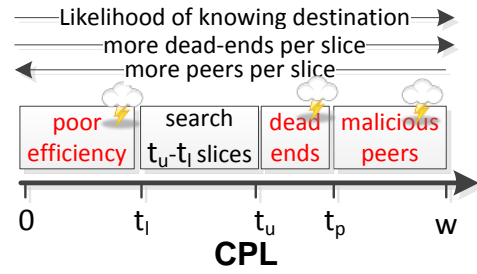 Likelihood of knowing destination
more dead-ends per slice
more peers per slice
poor
efficiency
search
tu-tl slices
dead
ends
malicious
peers
0 tl tu tp w
CPL